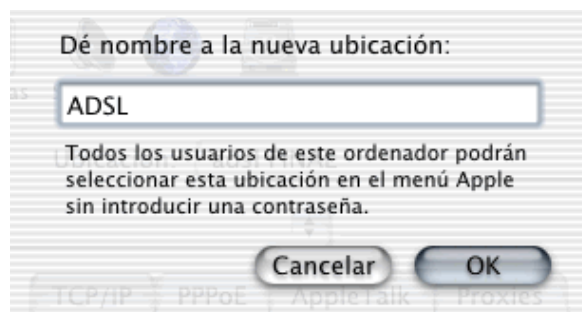 Dé nombre a la nueva ubicación:
as
ADSL
Todos los usuarios de este ordenador podrán
seleccionar esta ubicación en el menú Apple
sin introducir una contraseña.
Cancelar OK
TCP/IP PPPoE AppleTalk Proxies